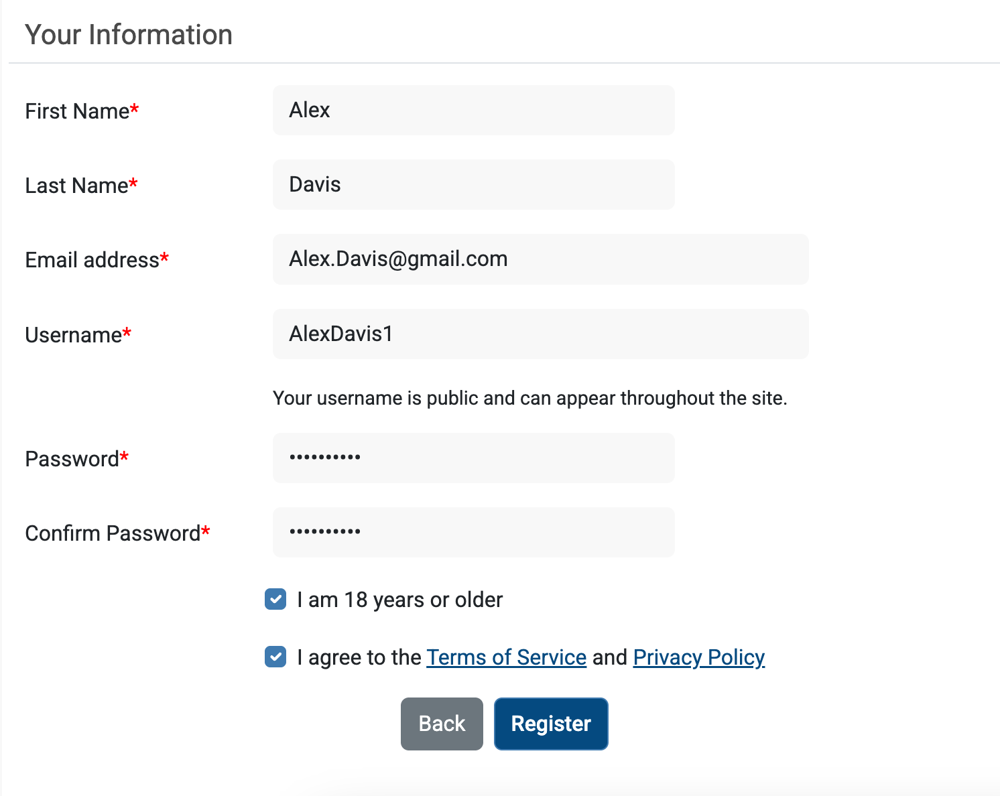 Your Information
First Name* Alex
Last Name* Davis
Email address* Alex.Davis@gmail.com
Username* AlexDavis1
Your username is public and can appear throughout the site.
Password* ••••••••••
Confirm Password* ••••••••••
I am 18 years or older
I agree to the Terms of Service and Privacy Policy
Back Register